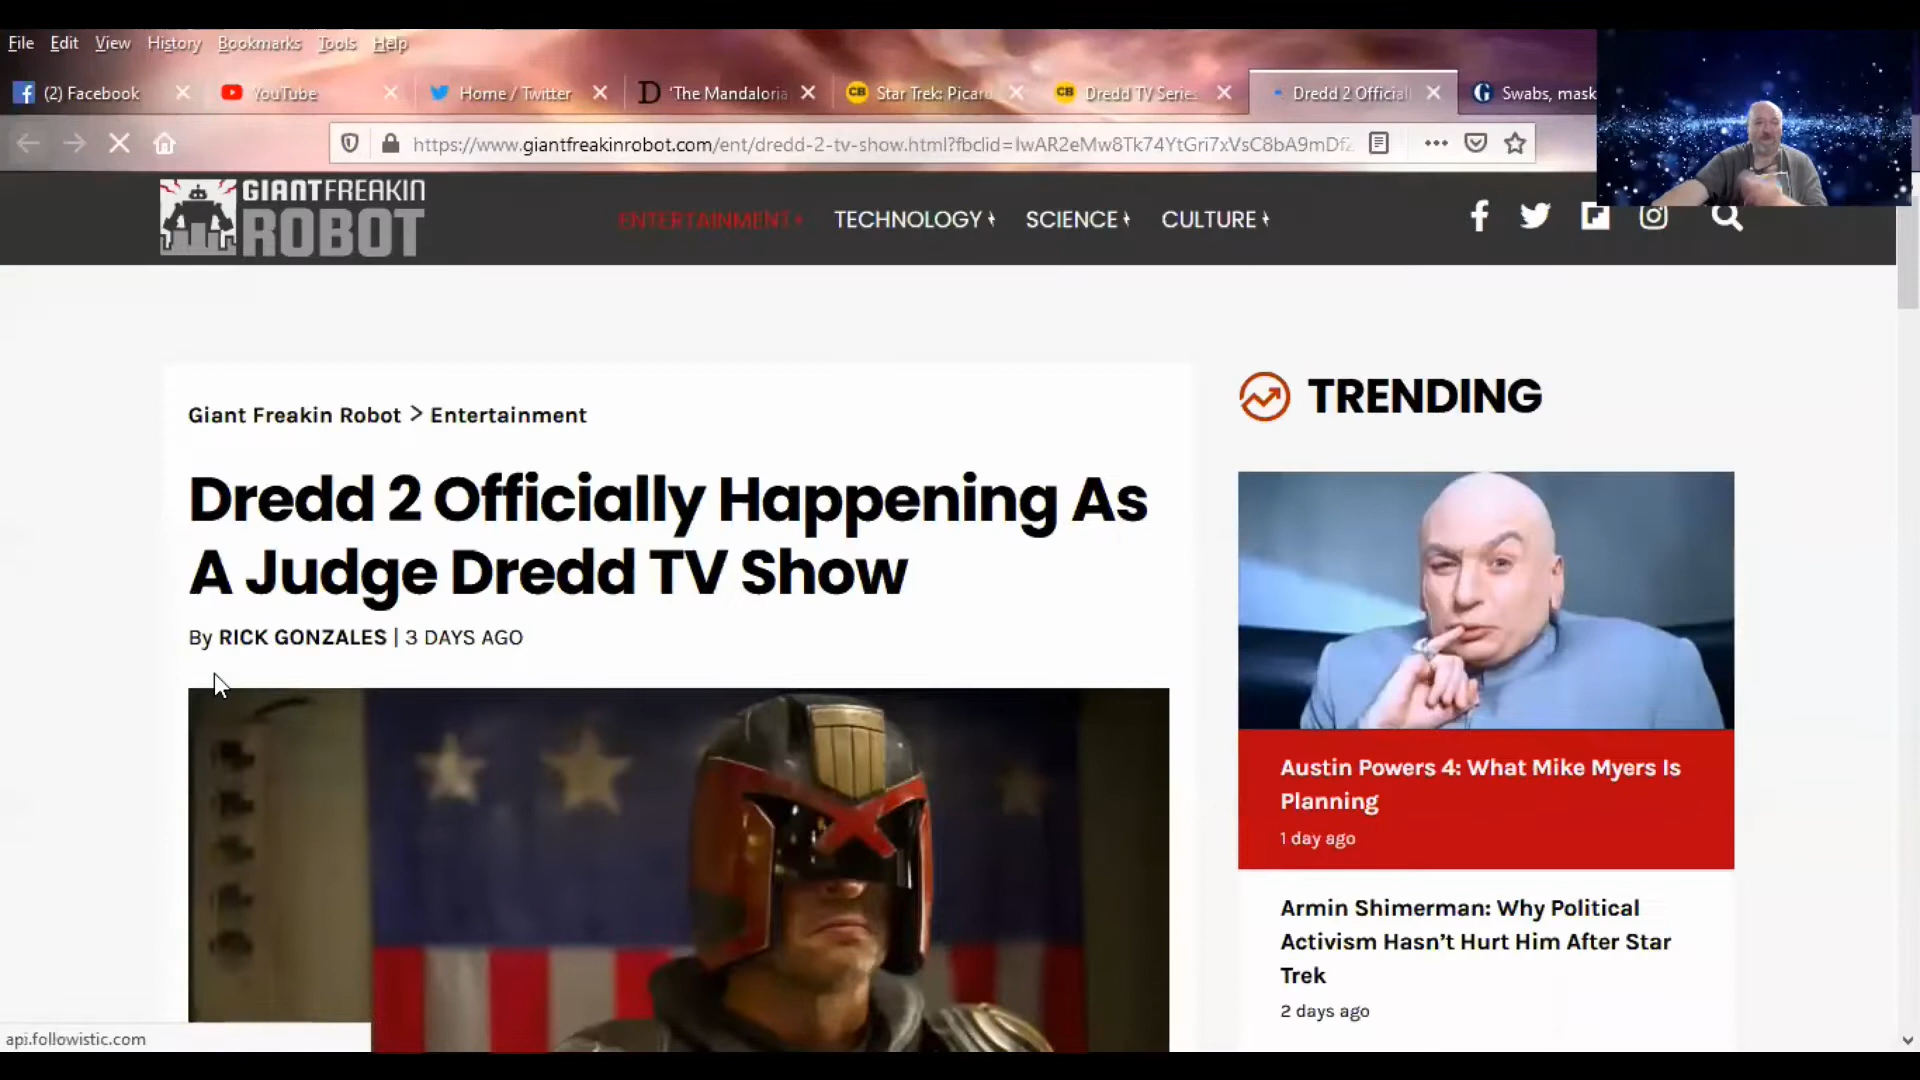 File Edit View History Bookmarks Tools Help
(2) Facebook
YouTube
Home / Twitter
D 'The Mandaloria
CB Star Trek: Picar
CB Dredd TV Series
Dredd 2 Official
G Swabs, mask
https://www.giantfreakinrobot.com/ent/dredd-2-tv-show.html?fbclid=
GIANT FREAKIN
ROBOT
ENTERTAINMENT
TECHNOLOGY
SCIENCE
CULTURE
Giant Freakin Robot > Entertainment
Dredd 2 Officially Happening As
A Judge Dredd TV Show
By RICK GONZALES | 3 DAYS AGO
TRENDING
Austin Powers 4: What Mike Myers Is
Planning
1 day ago
Armin Shimerman: Why Political
Activism Hasn't Hurt Him After Star
Trek
2 days ago
api.followistic.com